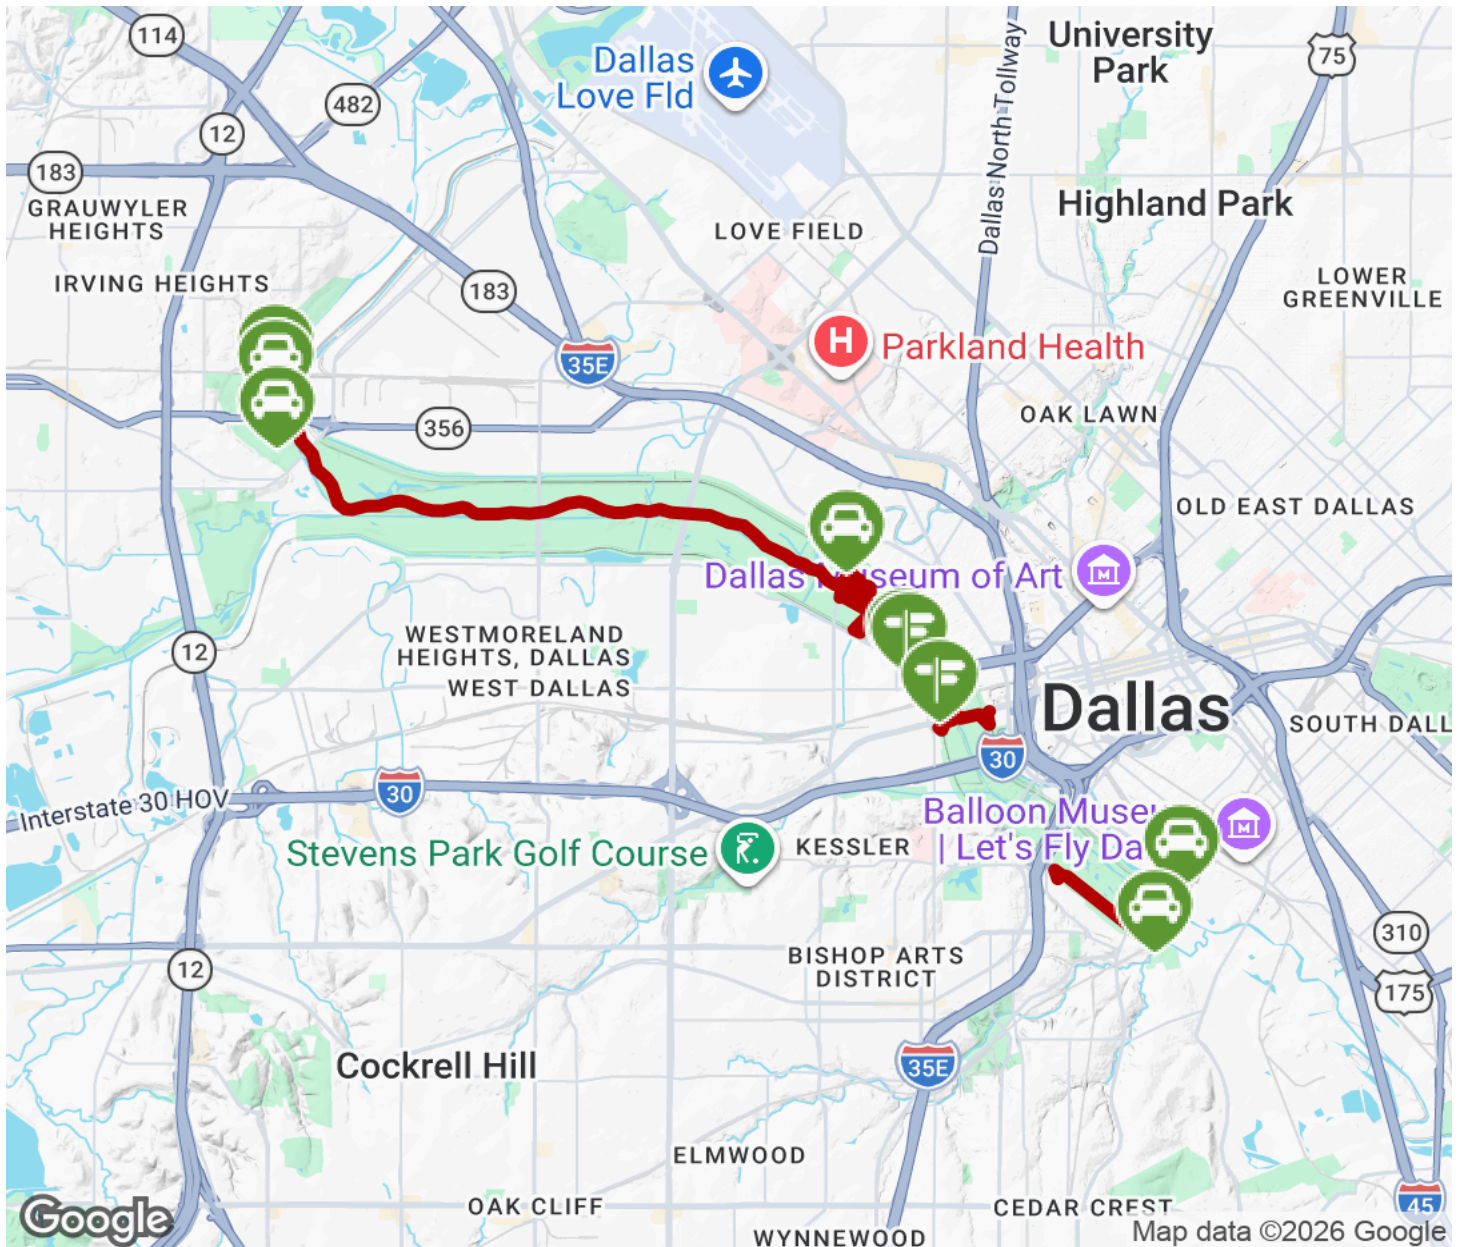 114
University
Park
75
Dallas
Love Fld
482
Dallas North Tollway
12
183
GRAUWYLER
HEIGHTS
Highland Park
LOVE FIELD
IRVING HEIGHTS
183
LOWER
GREENVILLE
H
Parkland Health
35E
OAK LAWN
356
OLD EAST DALLAS
Dallas Museum of Art
M
12
WESTMORELAND
HEIGHTS, DALLAS
WEST DALLAS
Dallas
SOUTH DALL
30
30
Interstate 30 HOV
Balloon Museu
| Let's Fly Da
M
Stevens Park Golf Course
KESSLER
310
BISHOP ARTS
DISTRICT
12
175
Cockrell Hill
35E
ELMWOOD
OAK CLIFF
CEDAR CREST
45
Google
WYNNEWOOD
Map data ©2026 Google